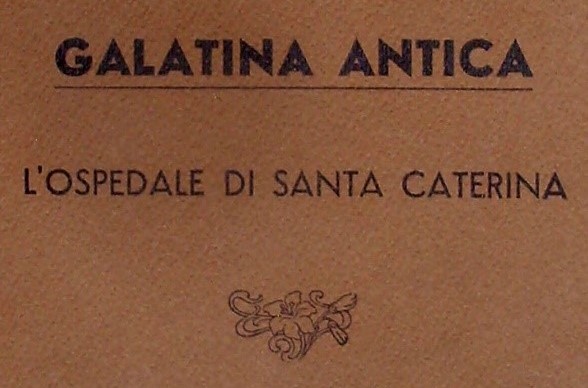 GALATINA ANTICA
L'OSPEDALE DI SANTA CATERINA